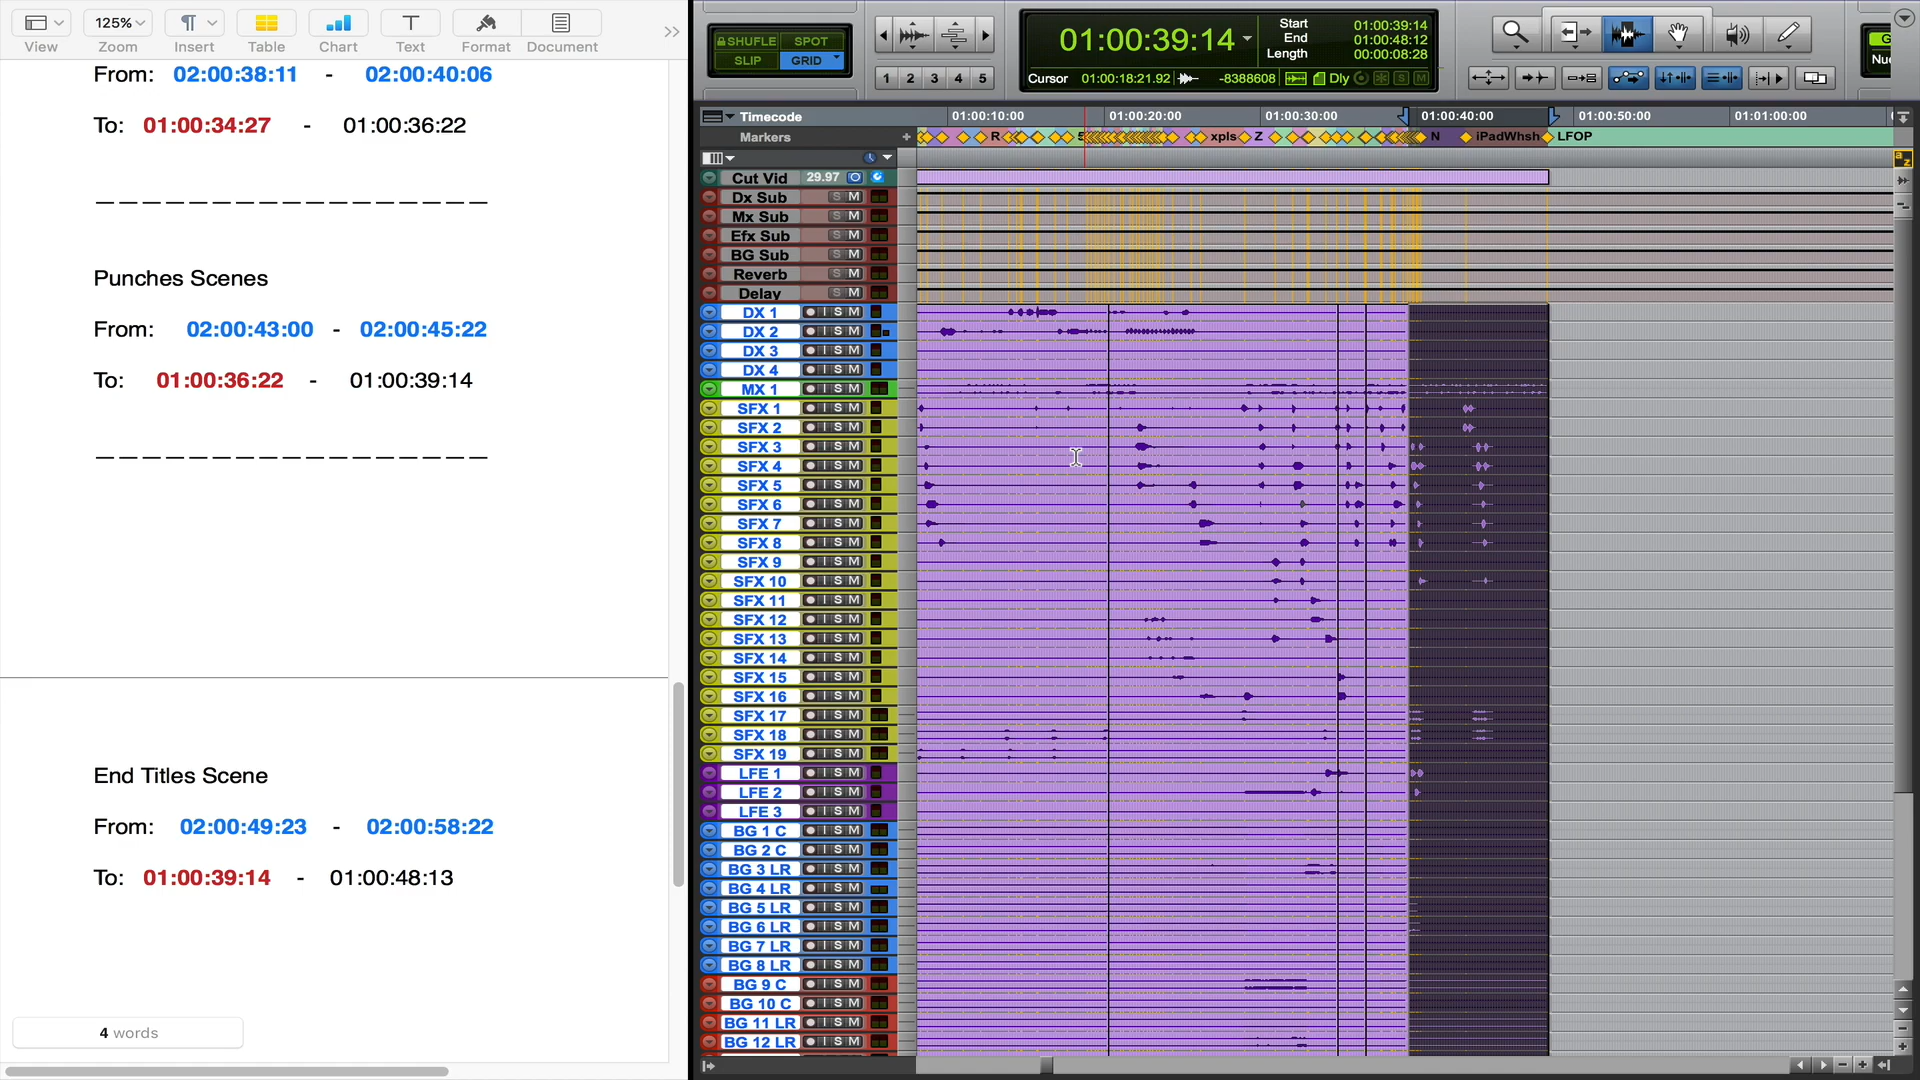 View
125%
Zoom
Insert
Table
Chart
Text
Format
Document
From: 02:00:38:11 - 02:00:40:06
To: 01:00:34:27 - 01:00:36:22
_ _ _ _ _ _ _ _ _ _ _ _ _ _ _ _ _
Punches Scenes
From: 02:00:43:00 - 02:00:45:22
To: 01:00:36:22 - 01:00:39:14
_ _ _ _ _ _ _ _ _ _ _ _ _ _ _ _ _
End Titles Scene
From: 02:00:49:23 - 02:00:58:22
To: 01:00:39:14 - 01:00:48:13
4 words
SHUFLE SPOT
SLIP GRID
1 2 3 4 5
01:00:39:14
Start 01:00:39:14
End 01:00:48:12
Length 00:00:08:28
Cursor 01:00:18:21.92 -8388608 Dly S M
Timecode 01:00:10:00 01:00:20:00 01:00:30:00 01:00:40:00 01:00:50:00 01:01:00:00
Markers R xpls Z N iPadWhsh LFOP
a z
Cut Vid 29.97
Dx Sub S M
Mx Sub S M
Efx Sub S M
BG Sub S M
Reverb S M
Delay S M
DX 1 I S M
DX 2 I S M
DX 3 I S M
DX 4 I S M
MX 1 I S M
SFX 1 I S M
SFX 2 I S M
SFX 3 I S M
SFX 4 I S M
SFX 5 I S M
SFX 6 I S M
SFX 7 I S M
SFX 8 I S M
SFX 9 I S M
SFX 10 I S M
SFX 11 I S M
SFX 12 I S M
SFX 13 I S M
SFX 14 I S M
SFX 15 I S M
SFX 16 I S M
SFX 17 I S M
SFX 18 I S M
SFX 19 I S M
LFE 1 I S M
LFE 2 I S M
LFE 3 I S M
BG 1 C I S M
BG 2 C I S M
BG 3 LR I S M
BG 4 LR I S M
BG 5 LR I S M
BG 6 LR I S M
BG 7 LR I S M
BG 8 LR I S M
BG 9 C I S M
BG 10 C I S M
BG 11 LR I S M
BG 12 LR I S M